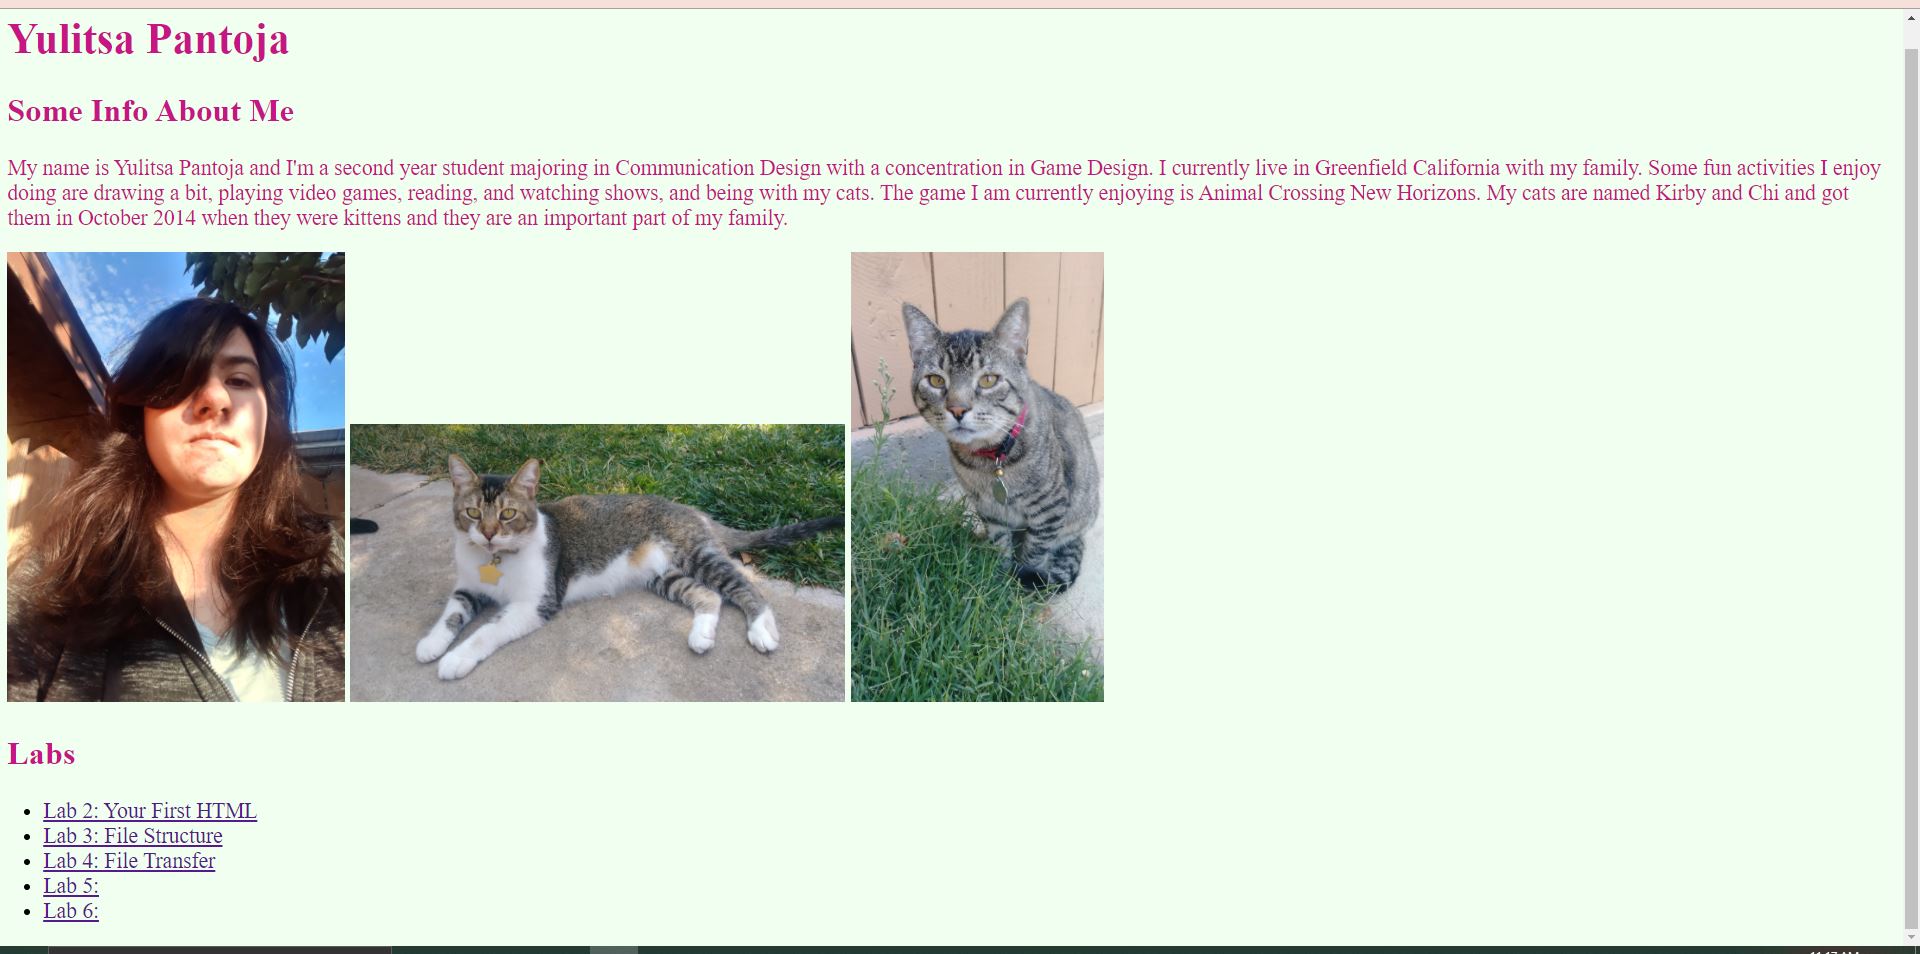 Yulitsa Pantoja
Some Info About Me
My name is Yulitsa Pantoja and I'm a second year student majoring in Communication Design with a concentration in Game Design. I currently live in Greenfield California with my family. Some fun activities I enjoy
doing are drawing a bit, playing video games, reading, and watching shows, and being with my cats. The game I am currently enjoying is Animal Crossing New Horizons. My cats are named Kirby and Chi and got
them in October 2014 when they were kittens and they are an important part of my family.
Labs
Lab 2: Your First HTML
Lab 3: File Structure
Lab 4: File Transfer
Lab 5:
Lab 6: